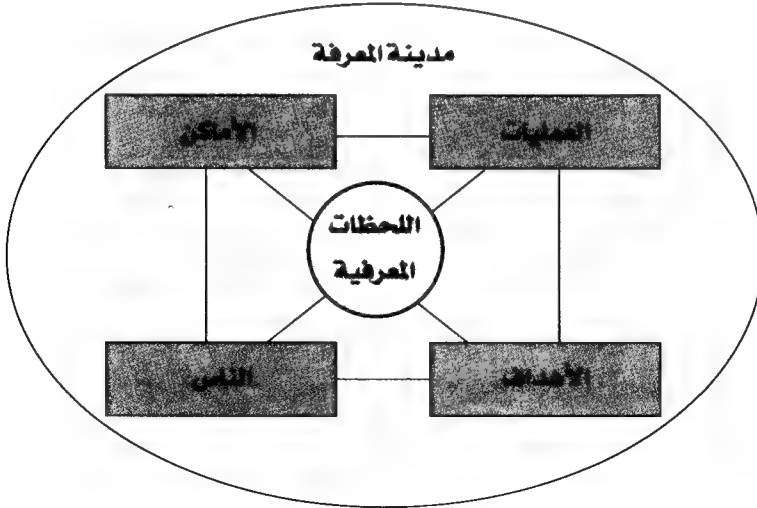 مدينة المعرفة
العمليات
الأماكن
اللحظات
المعرفية
الأهداف
الناس